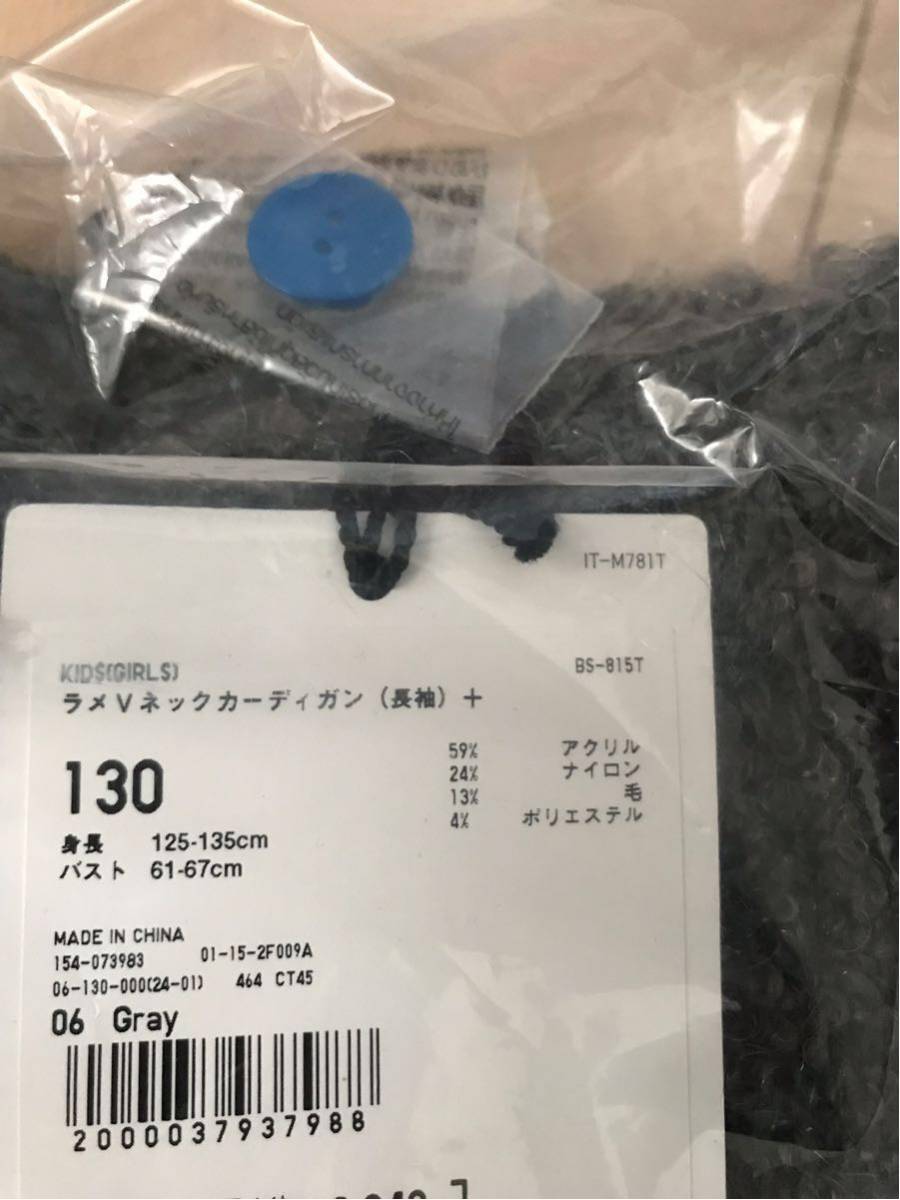 IT-M781T
KIDS(GIRLS)
BS-815T
ラメVネックカーディガン（長袖）＋
130
59% アクリル
24% ナイロン
13% 毛
4% ポリエステル
身長 125-135cm
バスト 61-67cm
MADE IN CHINA
154-073983 01-15-2F009A
06-130-000(24-01) 464 CT45
06 Gray
2000037937988